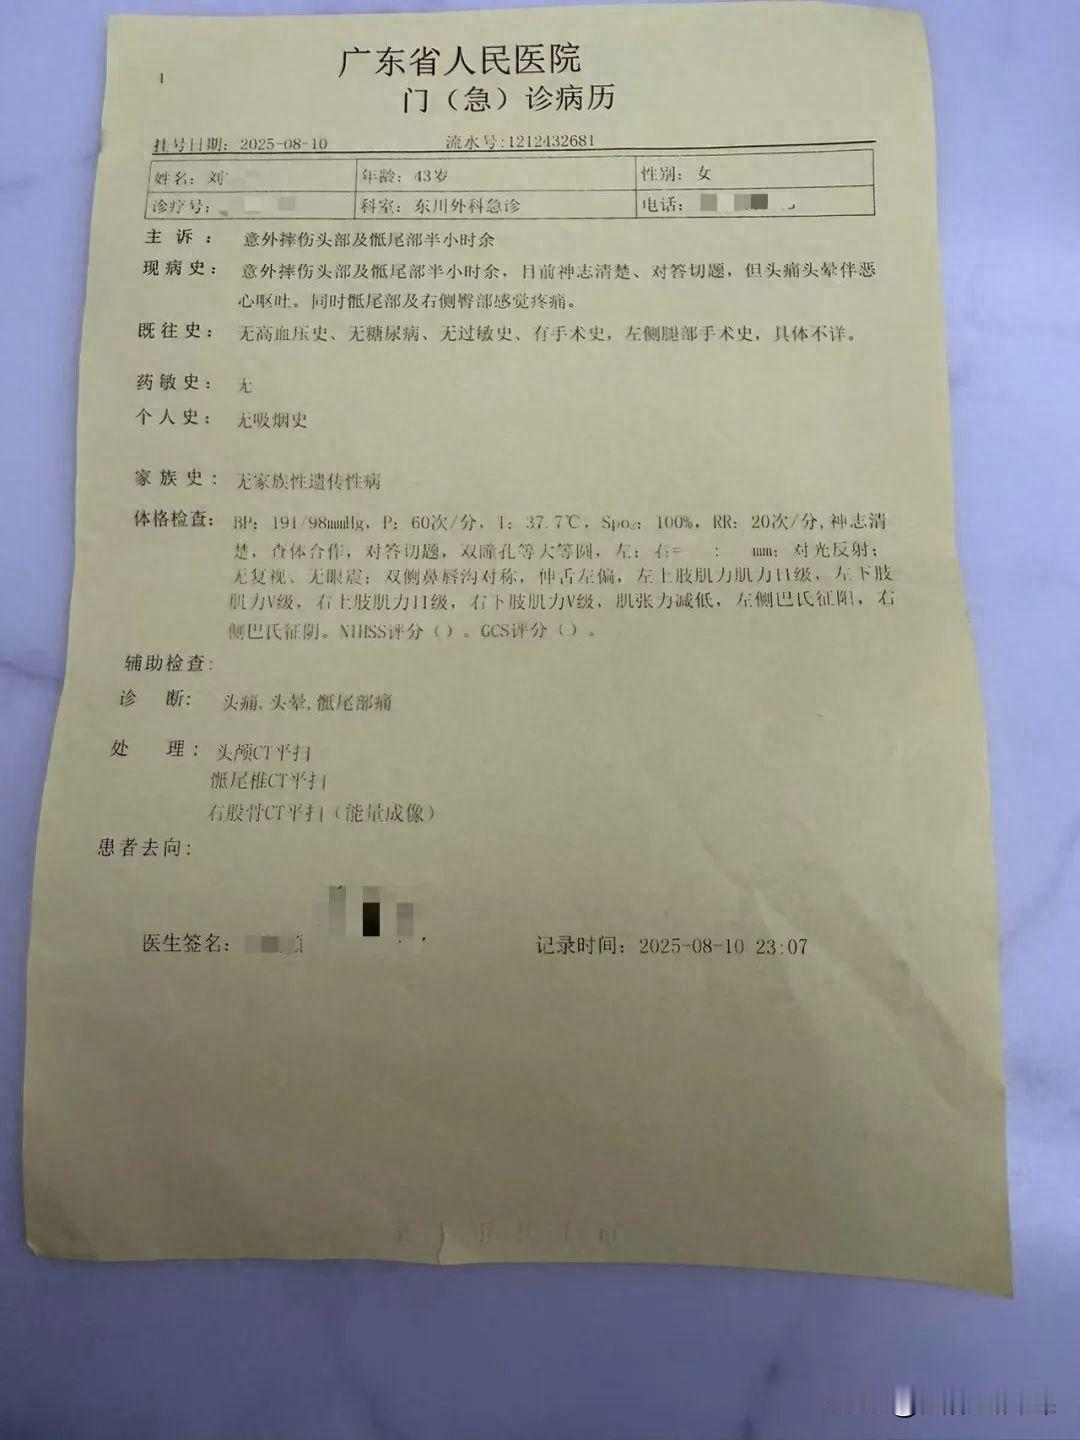 1
广东省人民医院
门（急）诊病历
挂号日期：2025-08-10 流水号:1212432681
姓名：刘 年龄：43岁 性别：女
诊疗号： 科室：东川外科急诊 电话：
主诉： 意外摔伤头部及骶尾部半小时余
现病史： 意外摔伤头部及骶尾部半小时余，目前神志清楚、对答切题，但头痛头晕伴恶
心呕吐。同时骶尾部及右侧臀部感觉疼痛。
既往史： 无高血压史、无糖尿病、无过敏史、有手术史，左侧腿部手术史，具体不详。
药敏史： 无
个人史： 无吸烟史
家族史： 无家族性遗传性病
体格检查： BP：191/98mmHg，P：60次/分，T：37.7℃，Spo₂：100%，RR：20次/分,神志清
楚，查体合作，对答切题，双瞳孔等大等圆，左：右= ： mm；对光反射；
无复视、无眼震；双侧鼻唇沟对称，伸舌左偏，左上肢肌力肌力II级，左下肢
肌力V级，右上肢肌力II级，右下肢肌力V级，肌张力减低，左侧巴氏征阳，右
侧巴氏征阴。NIHSS评分（）。GCS评分（）。
辅助检查：
诊断： 头痛,头晕,骶尾部痛
处理： 头颅CT平扫
骶尾椎CT平扫
右股骨CT平扫（能量成像）
患者去向：
医生签名： 记录时间：2025-08-10 23:07